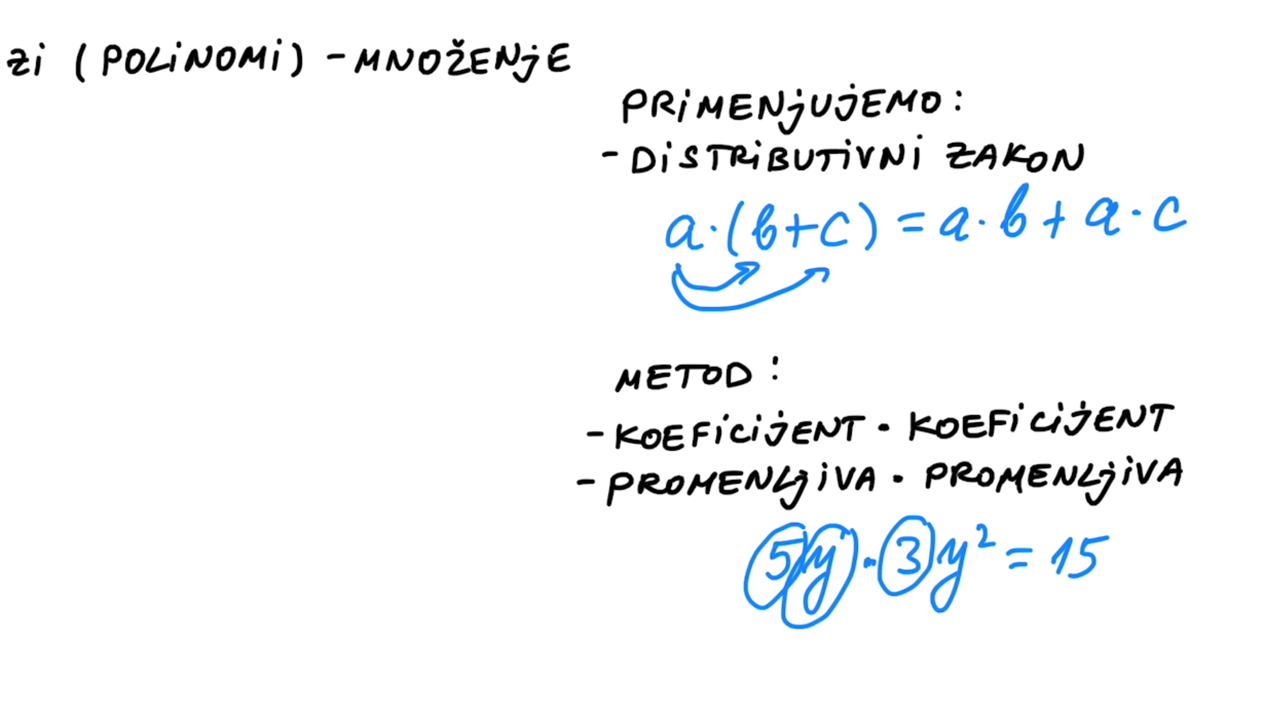 zi (POLiNOMi) - MNOŽENjE
PRiMENjUjEMO:
- DiSTRiBUTiVNi ZAKON
a·(b+c) = a·b + a·c
METOD:
- KOEFiCijENT · KOEFiCijENT
- PROMENLjiVA · PROMENLjiVA
5y · 3y² = 15